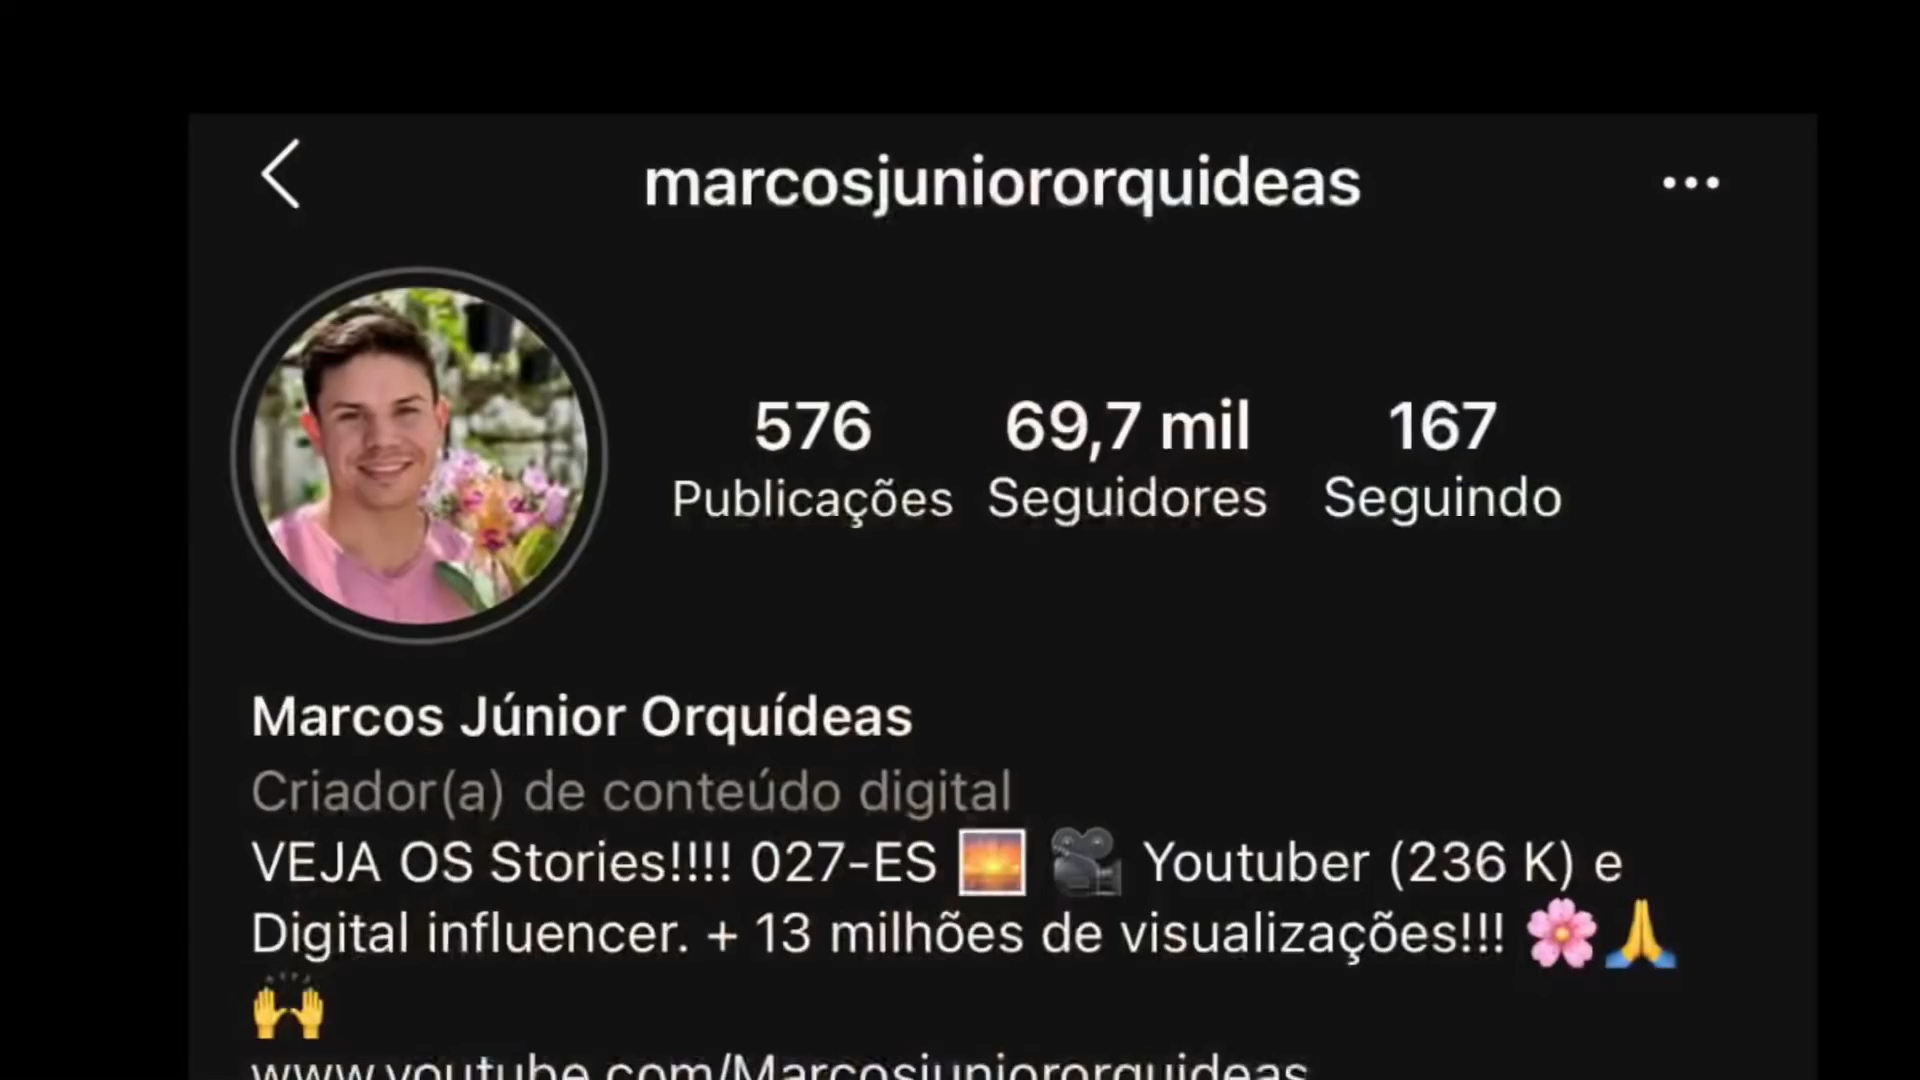 marcosjuniororquideas
576 69,7 mil 167
Publicações Seguidores Seguindo
Marcos Júnior Orquídeas
Criador(a) de conteúdo digital
VEJA OS Stories!!!! 027-ES 🌅 🎥 Youtuber (236 K) e
Digital influencer. + 13 milhões de visualizações!!! 🌸🙏
🙌
www.youtube.com/Marcosjuniororquideas